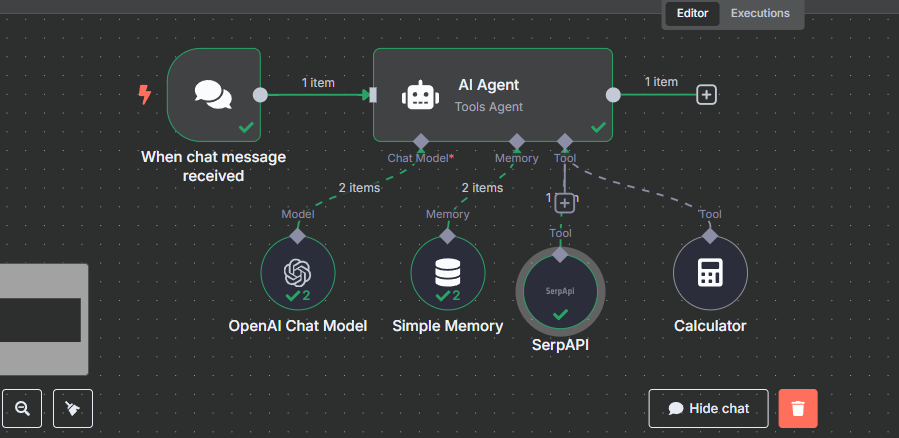 Editor
Executions
1 item
AI Agent
Tools Agent
1 item
When chat message
received
Chat Model*
Memory
Tool
2 items
2 items
Model
Memory
Tool
Tool
SerpApi
2
2
OpenAI Chat Model
Simple Memory
SerpAPI
Calculator
Hide chat